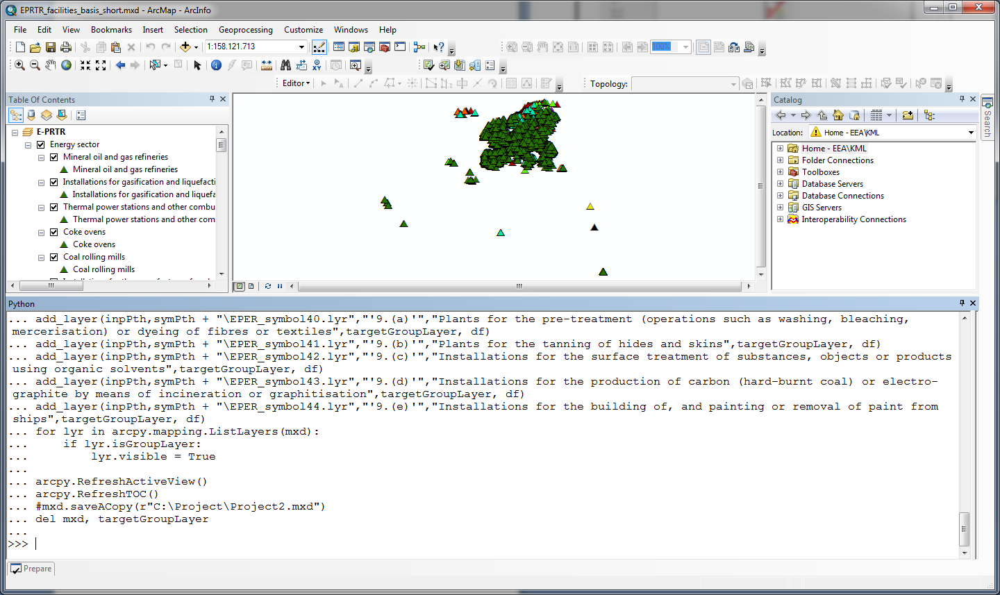 EPRTR_facilities_basis_short.mxd - ArcMap - ArcInfo
File Edit View Bookmarks Insert Selection Geoprocessing Customize Windows Help
1:158.121.713
100%
Editor
Topology:
Table Of Contents
E-PRTR
Energy sector
Mineral oil and gas refineries
Mineral oil and gas refineries
Installations for gasification and liquefacti
Installations for gasification and liquefa
Thermal power stations and other combu
Thermal power stations and other com
Coke ovens
Coke ovens
Coal rolling mills
Coal rolling mills
Catalog
Location: Home - EEA\KML
Home - EEA\KML
Folder Connections
Toolboxes
Database Servers
Database Connections
GIS Servers
Interoperability Connections
Search
Python
... add_layer(inpPth,symPth + "\EPER_symbol40.lyr","'9.(a)'","Plants for the pre-treatment (operations such as washing, bleaching,
mercerisation) or dyeing of fibres or textiles",targetGroupLayer, df)
... add_layer(inpPth,symPth + "\EPER_symbol41.lyr","'9.(b)'","Plants for the tanning of hides and skins",targetGroupLayer, df)
... add_layer(inpPth,symPth + "\EPER_symbol42.lyr","'9.(c)'","Installations for the surface treatment of substances, objects or products
using organic solvents",targetGroupLayer, df)
... add_layer(inpPth,symPth + "\EPER_symbol43.lyr","'9.(d)'","Installations for the production of carbon (hard-burnt coal) or electro-
graphite by means of incineration or graphitisation",targetGroupLayer, df)
... add_layer(inpPth,symPth + "\EPER_symbol44.lyr","'9.(e)'","Installations for the building of, and painting or removal of paint from
ships",targetGroupLayer, df)
... for lyr in arcpy.mapping.ListLayers(mxd):
...     if lyr.isGroupLayer:
...         lyr.visible = True
...
... arcpy.RefreshActiveView()
... arcpy.RefreshTOC()
... #mxd.saveACopy(r"C:\Project\Project2.mxd")
... del mxd, targetGroupLayer
...
>>>
Prepare